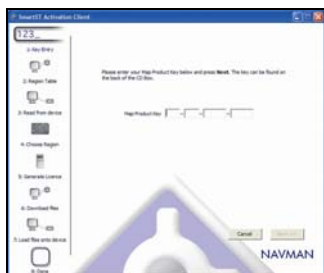 SmartST Activation Client
123_
1: Key Entry
2: Region Table
3: Read from device
4: Choose Region
5: Generate Licence
6: Download files
7: Load files onto device
8: Done
Please enter your Map Product Key below and press Next. The key can be found on
the back of the CD Box.
Map Product Key
Cancel
NAVMAN